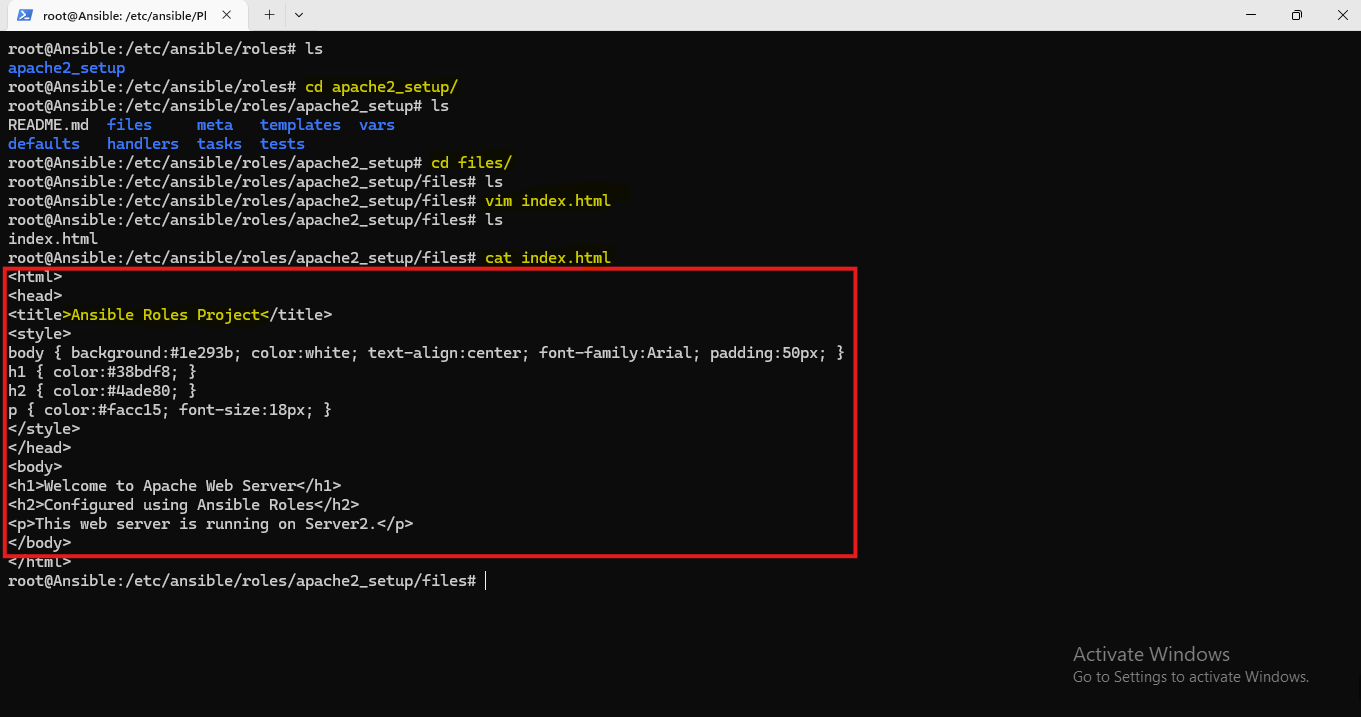 root@Ansible: /etc/ansible/Pl
root@Ansible:/etc/ansible/roles# ls
apache2_setup
root@Ansible:/etc/ansible/roles# cd apache2_setup/
root@Ansible:/etc/ansible/roles/apache2_setup# ls
README.md  files     meta   templates  vars
defaults   handlers  tasks  tests
root@Ansible:/etc/ansible/roles/apache2_setup# cd files/
root@Ansible:/etc/ansible/roles/apache2_setup/files# ls
root@Ansible:/etc/ansible/roles/apache2_setup/files# vim index.html
root@Ansible:/etc/ansible/roles/apache2_setup/files# ls
index.html
root@Ansible:/etc/ansible/roles/apache2_setup/files# cat index.html
<html>
<head>
<title>Ansible Roles Project</title>
<style>
body { background:#1e293b; color:white; text-align:center; font-family:Arial; padding:50px; }
h1 { color:#38bdf8; }
h2 { color:#4ade80; }
p { color:#facc15; font-size:18px; }
</style>
</head>
<body>
<h1>Welcome to Apache Web Server</h1>
<h2>Configured using Ansible Roles</h2>
<p>This web server is running on Server2.</p>
</body>
</html>
root@Ansible:/etc/ansible/roles/apache2_setup/files#
Activate Windows
Go to Settings to activate Windows.